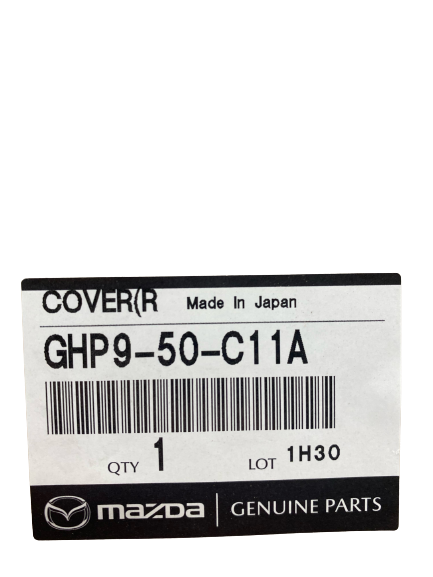 COVER(R Made In Japan
GHP9-50-C11A
QTY 1 LOT 1H30
mazda GENUINE PARTS